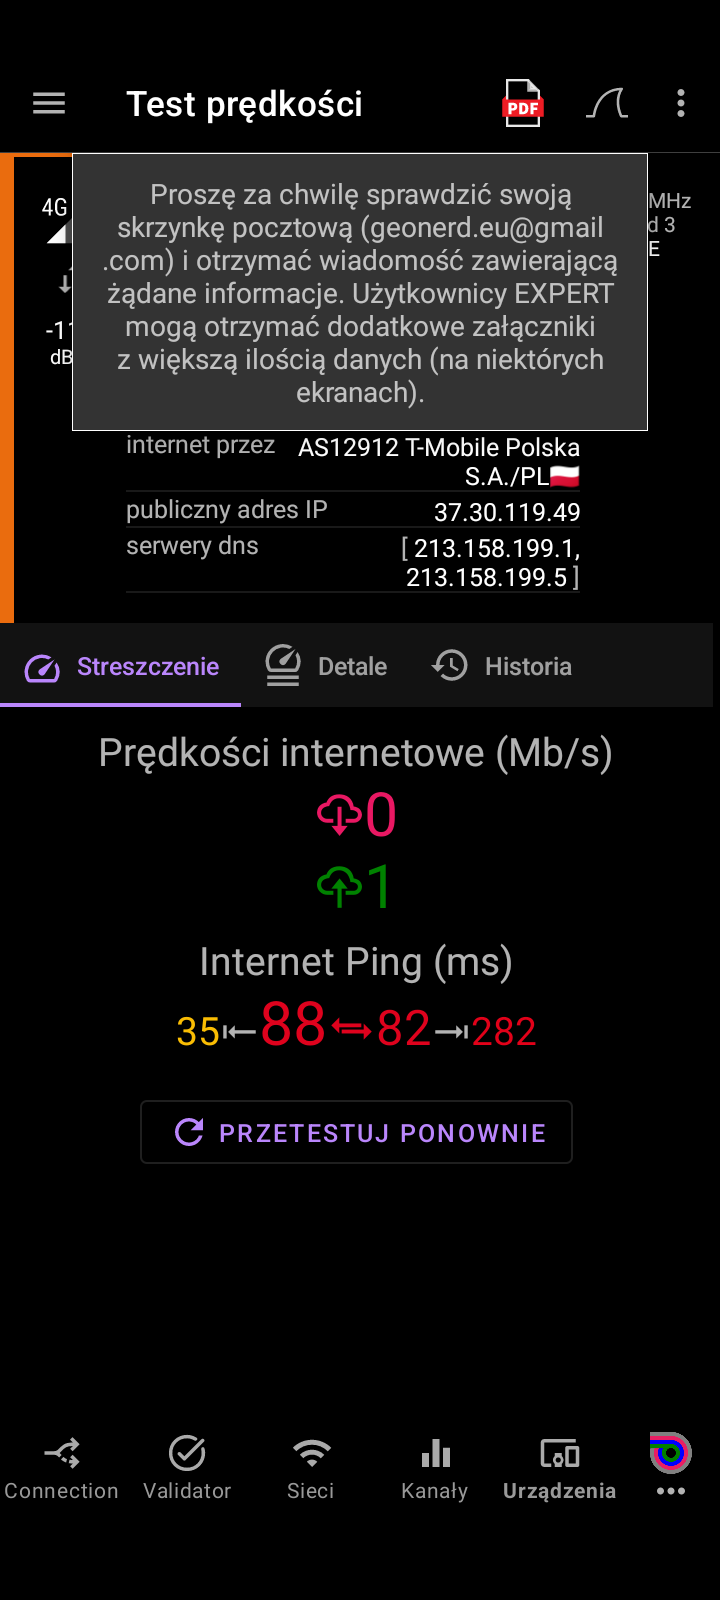 Test prędkości
PDF
Proszę za chwilę sprawdzić swoją
skrzynkę pocztową (geonerd.eu@gmail
.com) i otrzymać wiadomość zawierającą
żądane informacje. Użytkownicy EXPERT
mogą otrzymać dodatkowe załączniki
z większą ilością danych (na niektórych
ekranach).
4G
MHz
d 3
E
-11
dB
internet przez AS12912 T-Mobile Polska
S.A./PL
publiczny adres IP 37.30.119.49
serwery dns [ 213.158.199.1,
213.158.199.5 ]
Streszczenie Detale Historia
Prędkości internetowe (Mb/s)
0
1
Internet Ping (ms)
35 88 82 282
PRZETESTUJ PONOWNIE
Connection Validator Sieci Kanały Urządzenia